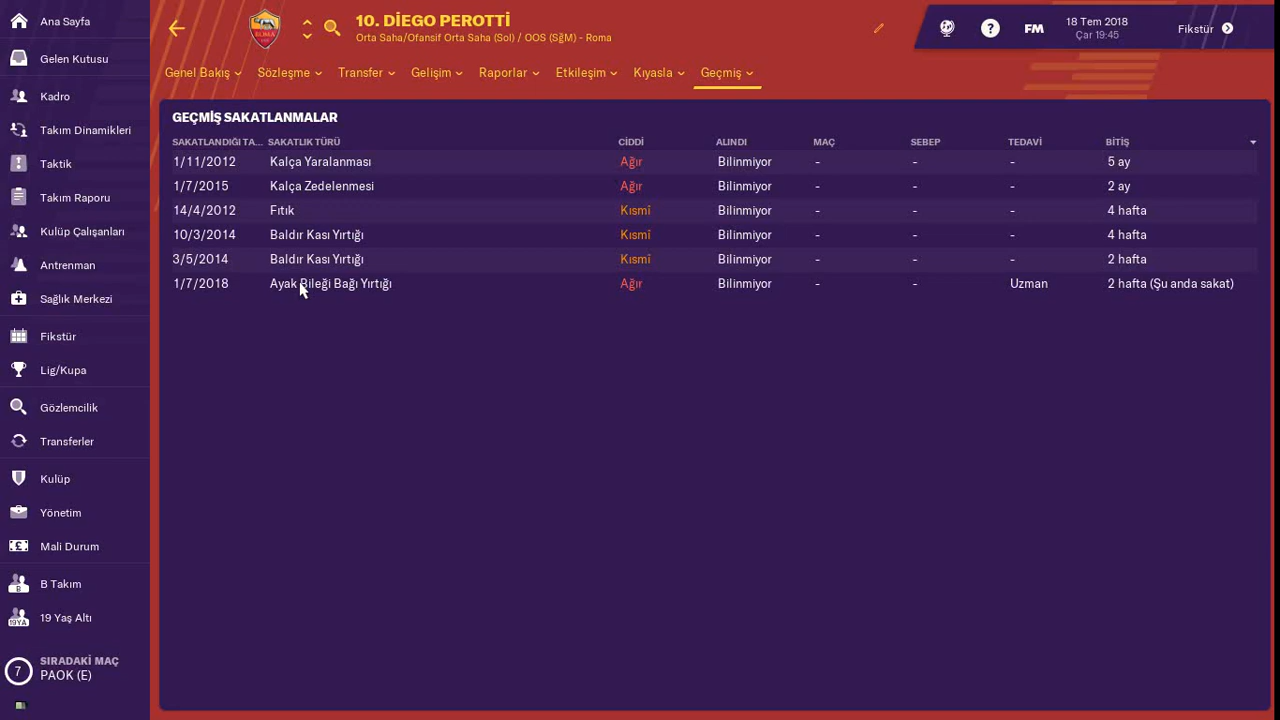 Ana Sayfa
Gelen Kutusu
Kadro
Takım Dinamikleri
Taktik
Takım Raporu
Kulüp Çalışanları
Antrenman
Sağlık Merkezi
Fikstür
Lig/Kupa
Gözlemcilik
Transferler
Kulüp
Yönetim
Mali Durum
B Takım
19 Yaş Altı
SIRADAKİ MAÇ
7 PAOK (E)
10. DİEGO PEROTTİ
Orta Saha/Ofansif Orta Saha (Sol) / OOS (SğM) - Roma
FM
18 Tem 2018
Çar 19:45
Fikstür
Genel Bakış Sözleşme Transfer Gelişim Raporlar Etkileşim Kıyasla Geçmiş
GEÇMİŞ SAKATLANMALAR
SAKATLANDIĞI TA... SAKATLIK TÜRÜ CİDDİ ALINDI MAÇ SEBEP TEDAVİ BİTİŞ
1/11/2012 Kalça Yaralanması Ağır Bilinmiyor - - - 5 ay
1/7/2015 Kalça Zedelenmesi Ağır Bilinmiyor - - - 2 ay
14/4/2012 Fıtık Kısmî Bilinmiyor - - - 4 hafta
10/3/2014 Baldır Kası Yırtığı Kısmî Bilinmiyor - - - 4 hafta
3/5/2014 Baldır Kası Yırtığı Kısmî Bilinmiyor - - - 2 hafta
1/7/2018 Ayak Bileği Bağı Yırtığı Ağır Bilinmiyor - - Uzman 2 hafta (Şu anda sakat)